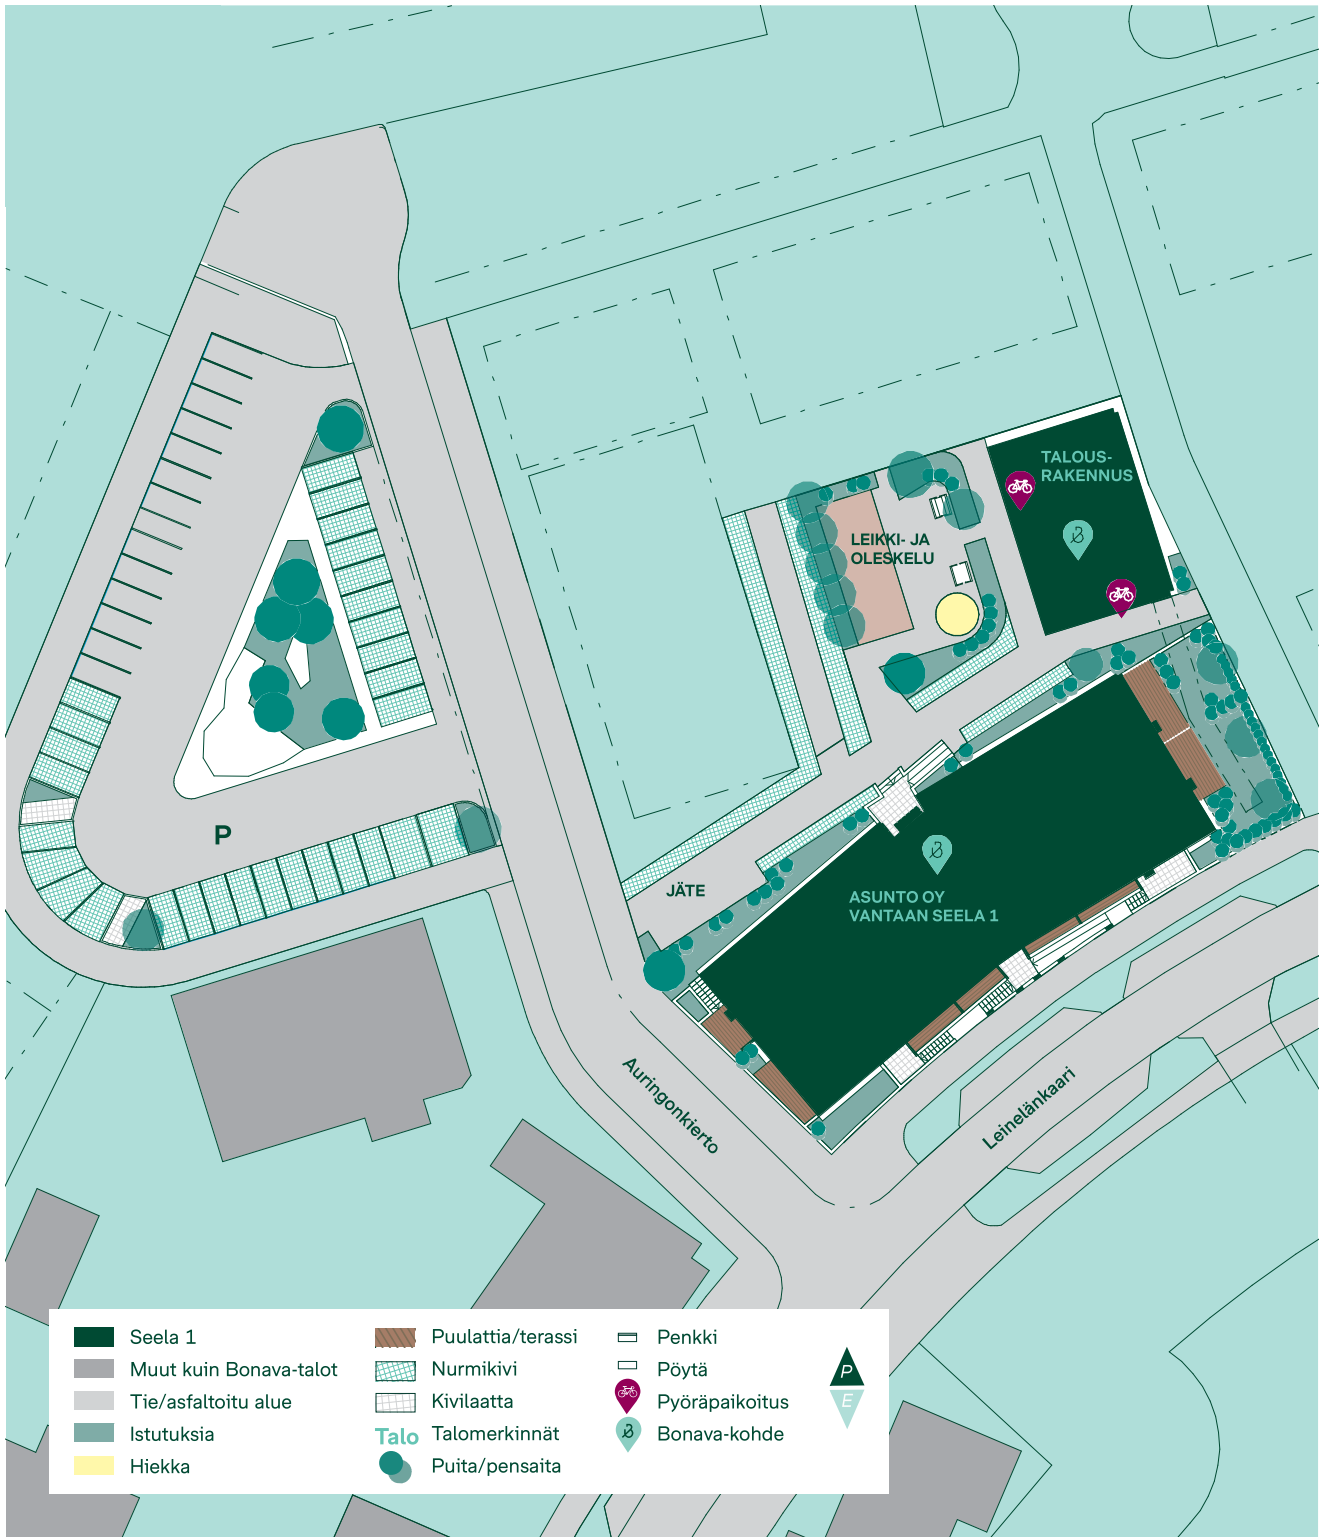 TALOUS-
RAKENNUS
LEIKKI- JA
OLESKELU
P
JÄTE
ASUNTO OY
VANTAAN SEELA 1
Auringonkierto
Leinelänkaari
Seela 1
Muut kuin Bonava-talot
Tie/asfaltoitu alue
Istutuksia
Hiekka
Puulattia/terassi
Nurmikivi
Kivilaatta
Talo Talomerkinnät
Puita/pensaita
Penkki
Pöytä
Pyöräpaikoitus
Bonava-kohde
P
E